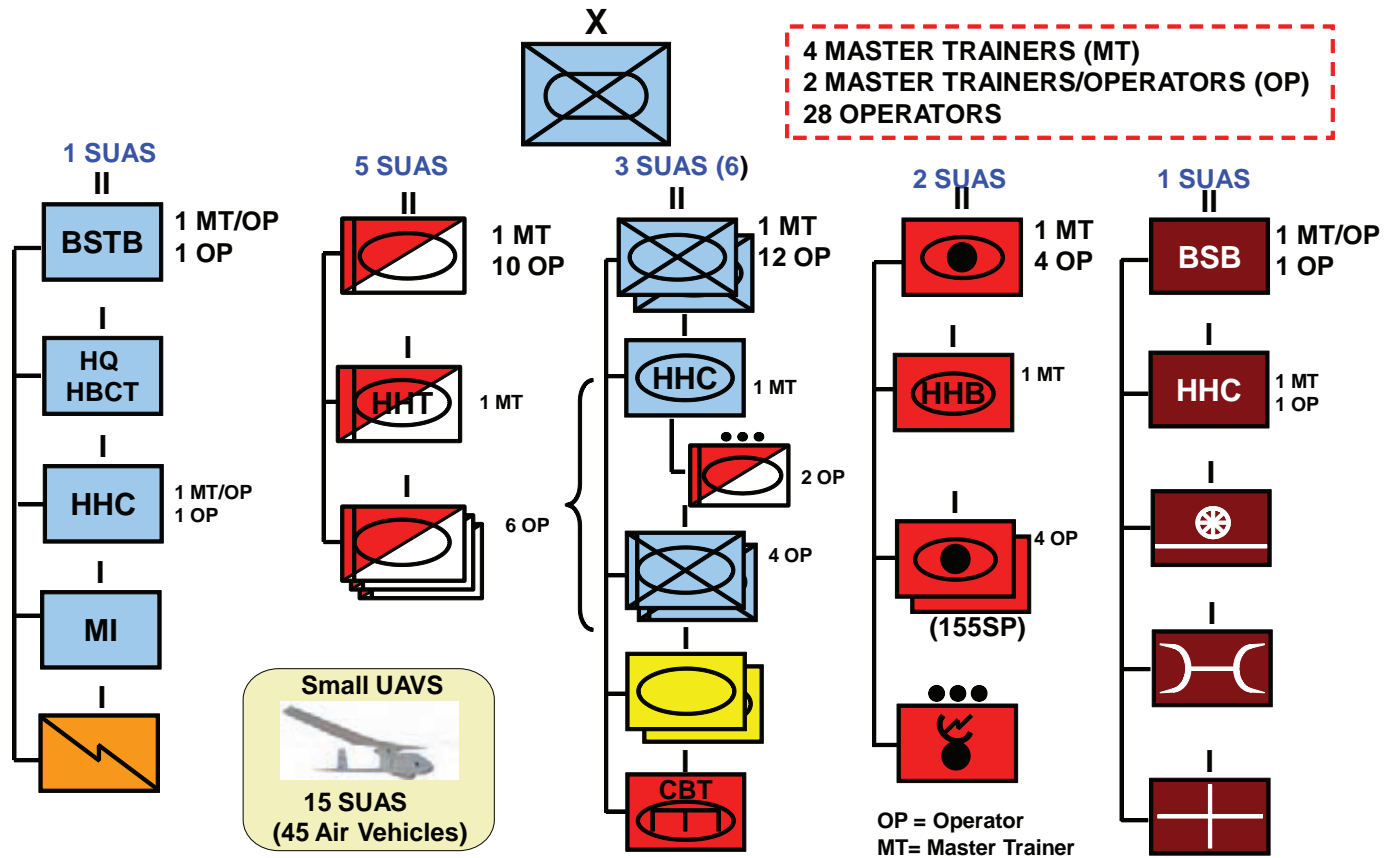 X
4 MASTER TRAINERS (MT)
2 MASTER TRAINERS/OPERATORS (OP)
28 OPERATORS
1 SUAS
II
BSTB
1 MT/OP
1 OP
I
HQ
HBCT
I
HHC
1 MT/OP
1 OP
I
MI
I
5 SUAS
II
1 MT
10 OP
I
HHT
1 MT
I
6 OP
3 SUAS (6)
II
1 MT
12 OP
I
HHC
1 MT
2 OP
I
4 OP
I
I
CBT
2 SUAS
II
1 MT
4 OP
I
HHB
1 MT
I
4 OP
(155SP)
1 SUAS
II
BSB
1 MT/OP
1 OP
I
HHC
1 MT
1 OP
I
I
I
Small UAVS
15 SUAS
(45 Air Vehicles)
OP = Operator
MT= Master Trainer